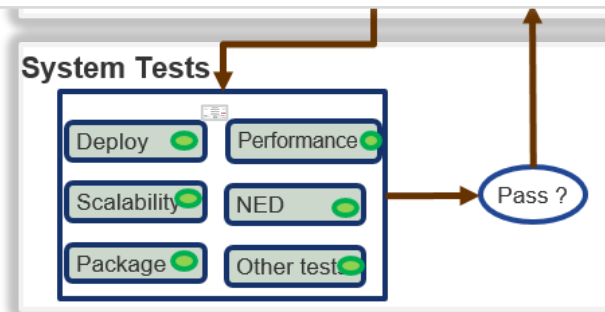 System Tests
Deploy
Performance
Scalability
NED
Pass ?
Package
Other tests